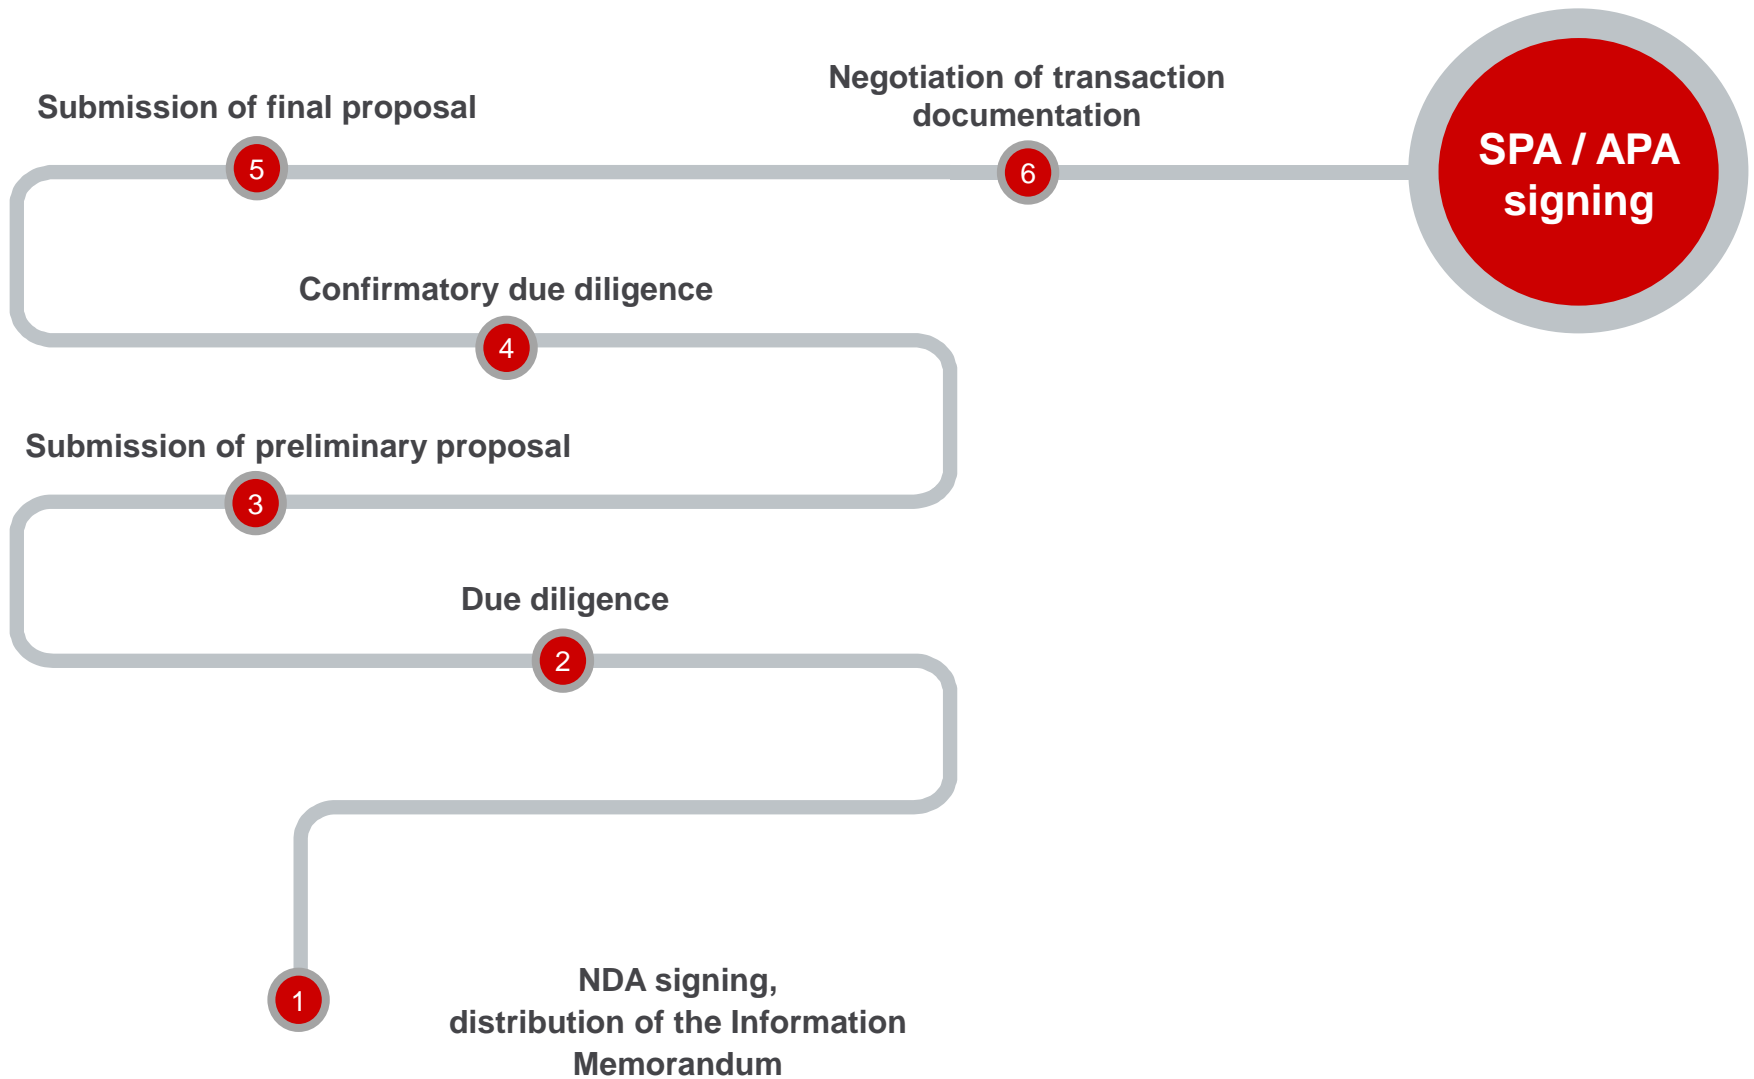 Negotiation of transaction
documentation
Submission of final proposal
SPA / APA
signing
5
6
Confirmatory due diligence
4
Submission of preliminary proposal
3
Due diligence
2
NDA signing,
distribution of the Information
Memorandum
1